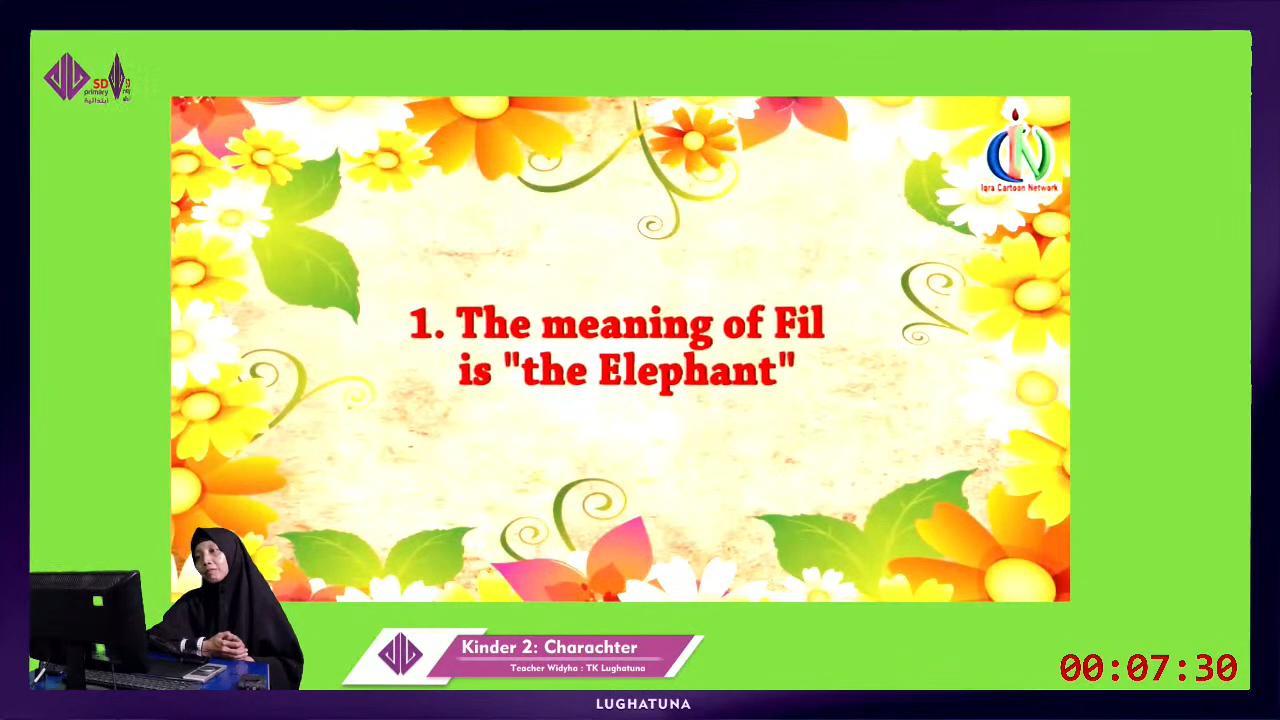 SD
primary
ابتدائية
Iqra Cartoon Network
1. The meaning of Fil
is "the Elephant"
Kinder 2: Charachter
Teacher Widyha : TK Lughatuna
00:07:30
LUGHATUNA